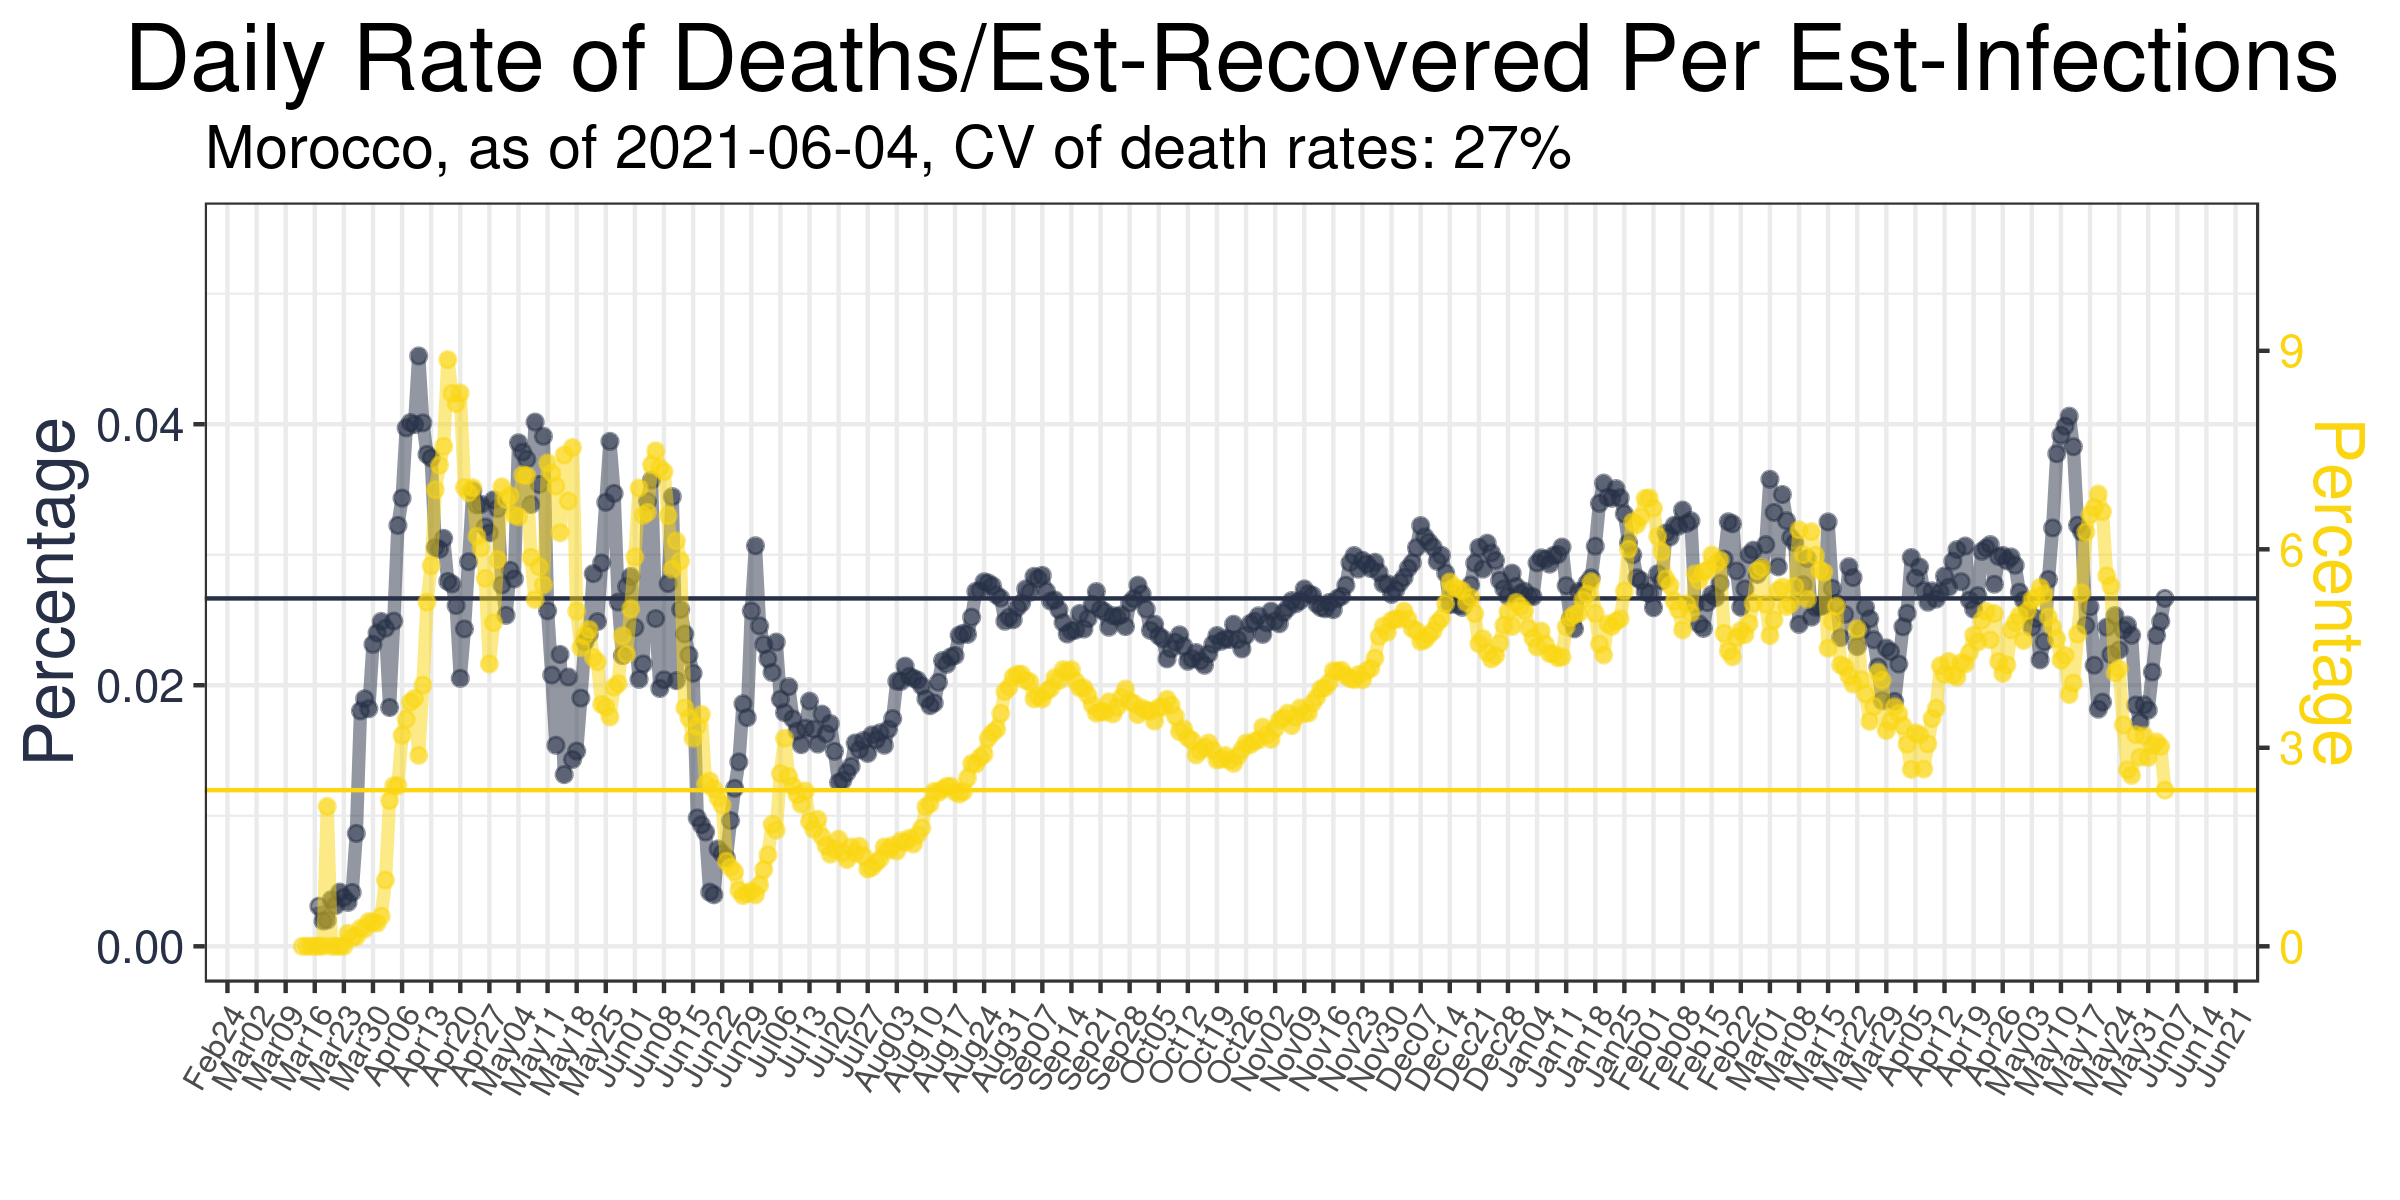 Daily Rate of Deaths/Est-Recovered Per Est-Infections
Morocco, as of 2021-06-04, CV of death rates: 27%
Percentage
0.04
0.02
0.00
9
6
3
0
Percentage
Feb24
Mar02
Mar09
Mar16
Mar23
Mar30
Apr06
Apr13
Apr20
Apr27
May04
May11
May18
May25
Jun01
Jun08
Jun15
Jun22
Jun29
Jul06
Jul13
Jul20
Jul27
Aug03
Aug10
Aug17
Aug24
Aug31
Sep07
Sep14
Sep21
Sep28
Oct05
Oct12
Oct19
Oct26
Nov02
Nov09
Nov16
Nov23
Nov30
Dec07
Dec14
Dec21
Dec28
Jan04
Jan11
Jan18
Jan25
Feb01
Feb08
Feb15
Feb22
Mar01
Mar08
Mar15
Mar22
Mar29
Apr05
Apr12
Apr19
Apr26
May03
May10
May17
May24
May31
Jun07
Jun14
Jun21